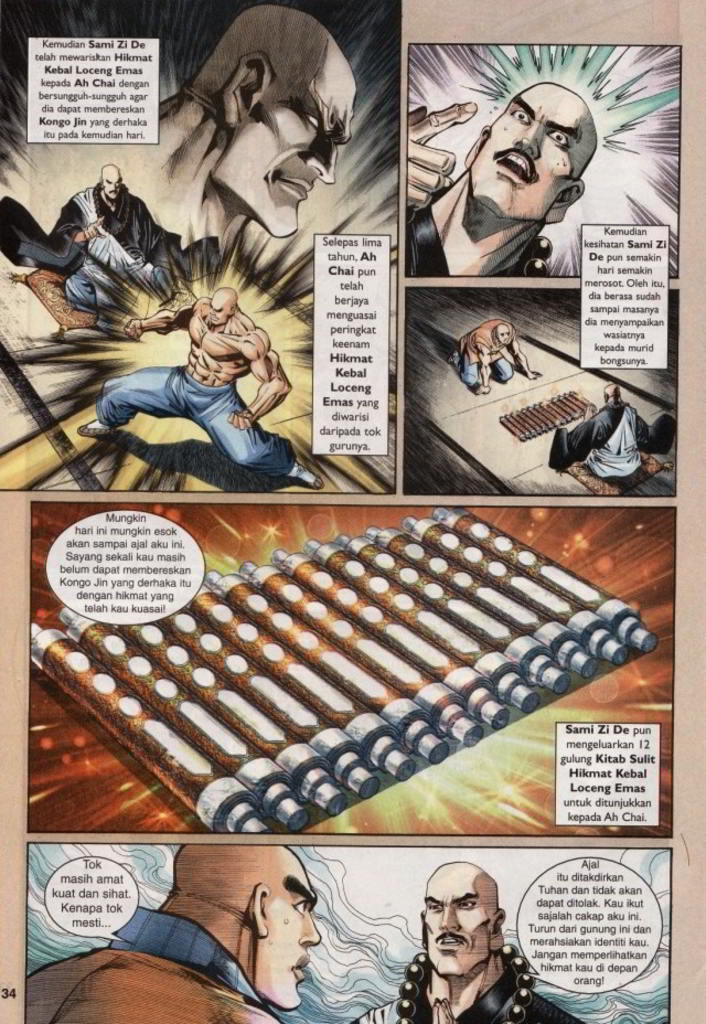 Kemudian Sami Zi De
telah mewariskan Hikmat
Kebal Loceng Emas
kepada Ah Chai dengan
bersungguh-sungguh agar
dia dapat membereskan
Kongo Jin yang derhaka
itu pada kemudian hari.
Selepas lima
tahun, Ah
Chai pun
telah
berjaya
menguasai
peringkat
keenam
Hikmat
Kebal
Loceng
Emas yang
diwarisi
daripada tok
gurunya.
Kemudian
kesihatan Sami Zi
De pun semakin
hari semakin
merosot. Oleh itu,
dia berasa sudah
sampai masanya
dia menyampaikan
wasiatnya
kepada murid
bongsunya.
Mungkin
hari ini mungkin esok
akan sampai ajal aku ini.
Sayang sekali kau masih
belum dapat membereskan
Kongo Jin yang derhaka itu
dengan hikmat yang
telah kau kuasai!
Sami Zi De pun
mengeluarkan 12
gulung Kitab Sulit
Hikmat Kebal
Loceng Emas
untuk ditunjukkan
kepada Ah Chai.
Tok
masih amat
kuat dan sihat.
Kenapa tok
mesti...
Ajal
itu ditakdirkan
Tuhan dan tidak akan
dapat ditolak. Kau ikut
sajalah cakap aku ini.
Turun dari gunung ini dan
merahsiakan identiti kau.
Jangan memperlihatkan
hikmat kau di depan
orang!
34